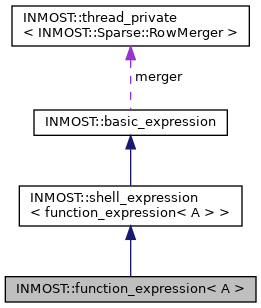 INMOST::thread_private
< INMOST::Sparse::RowMerger >
merger
INMOST::basic_expression
INMOST::shell_expression
< function_expression< A > >
INMOST::function_expression< A >